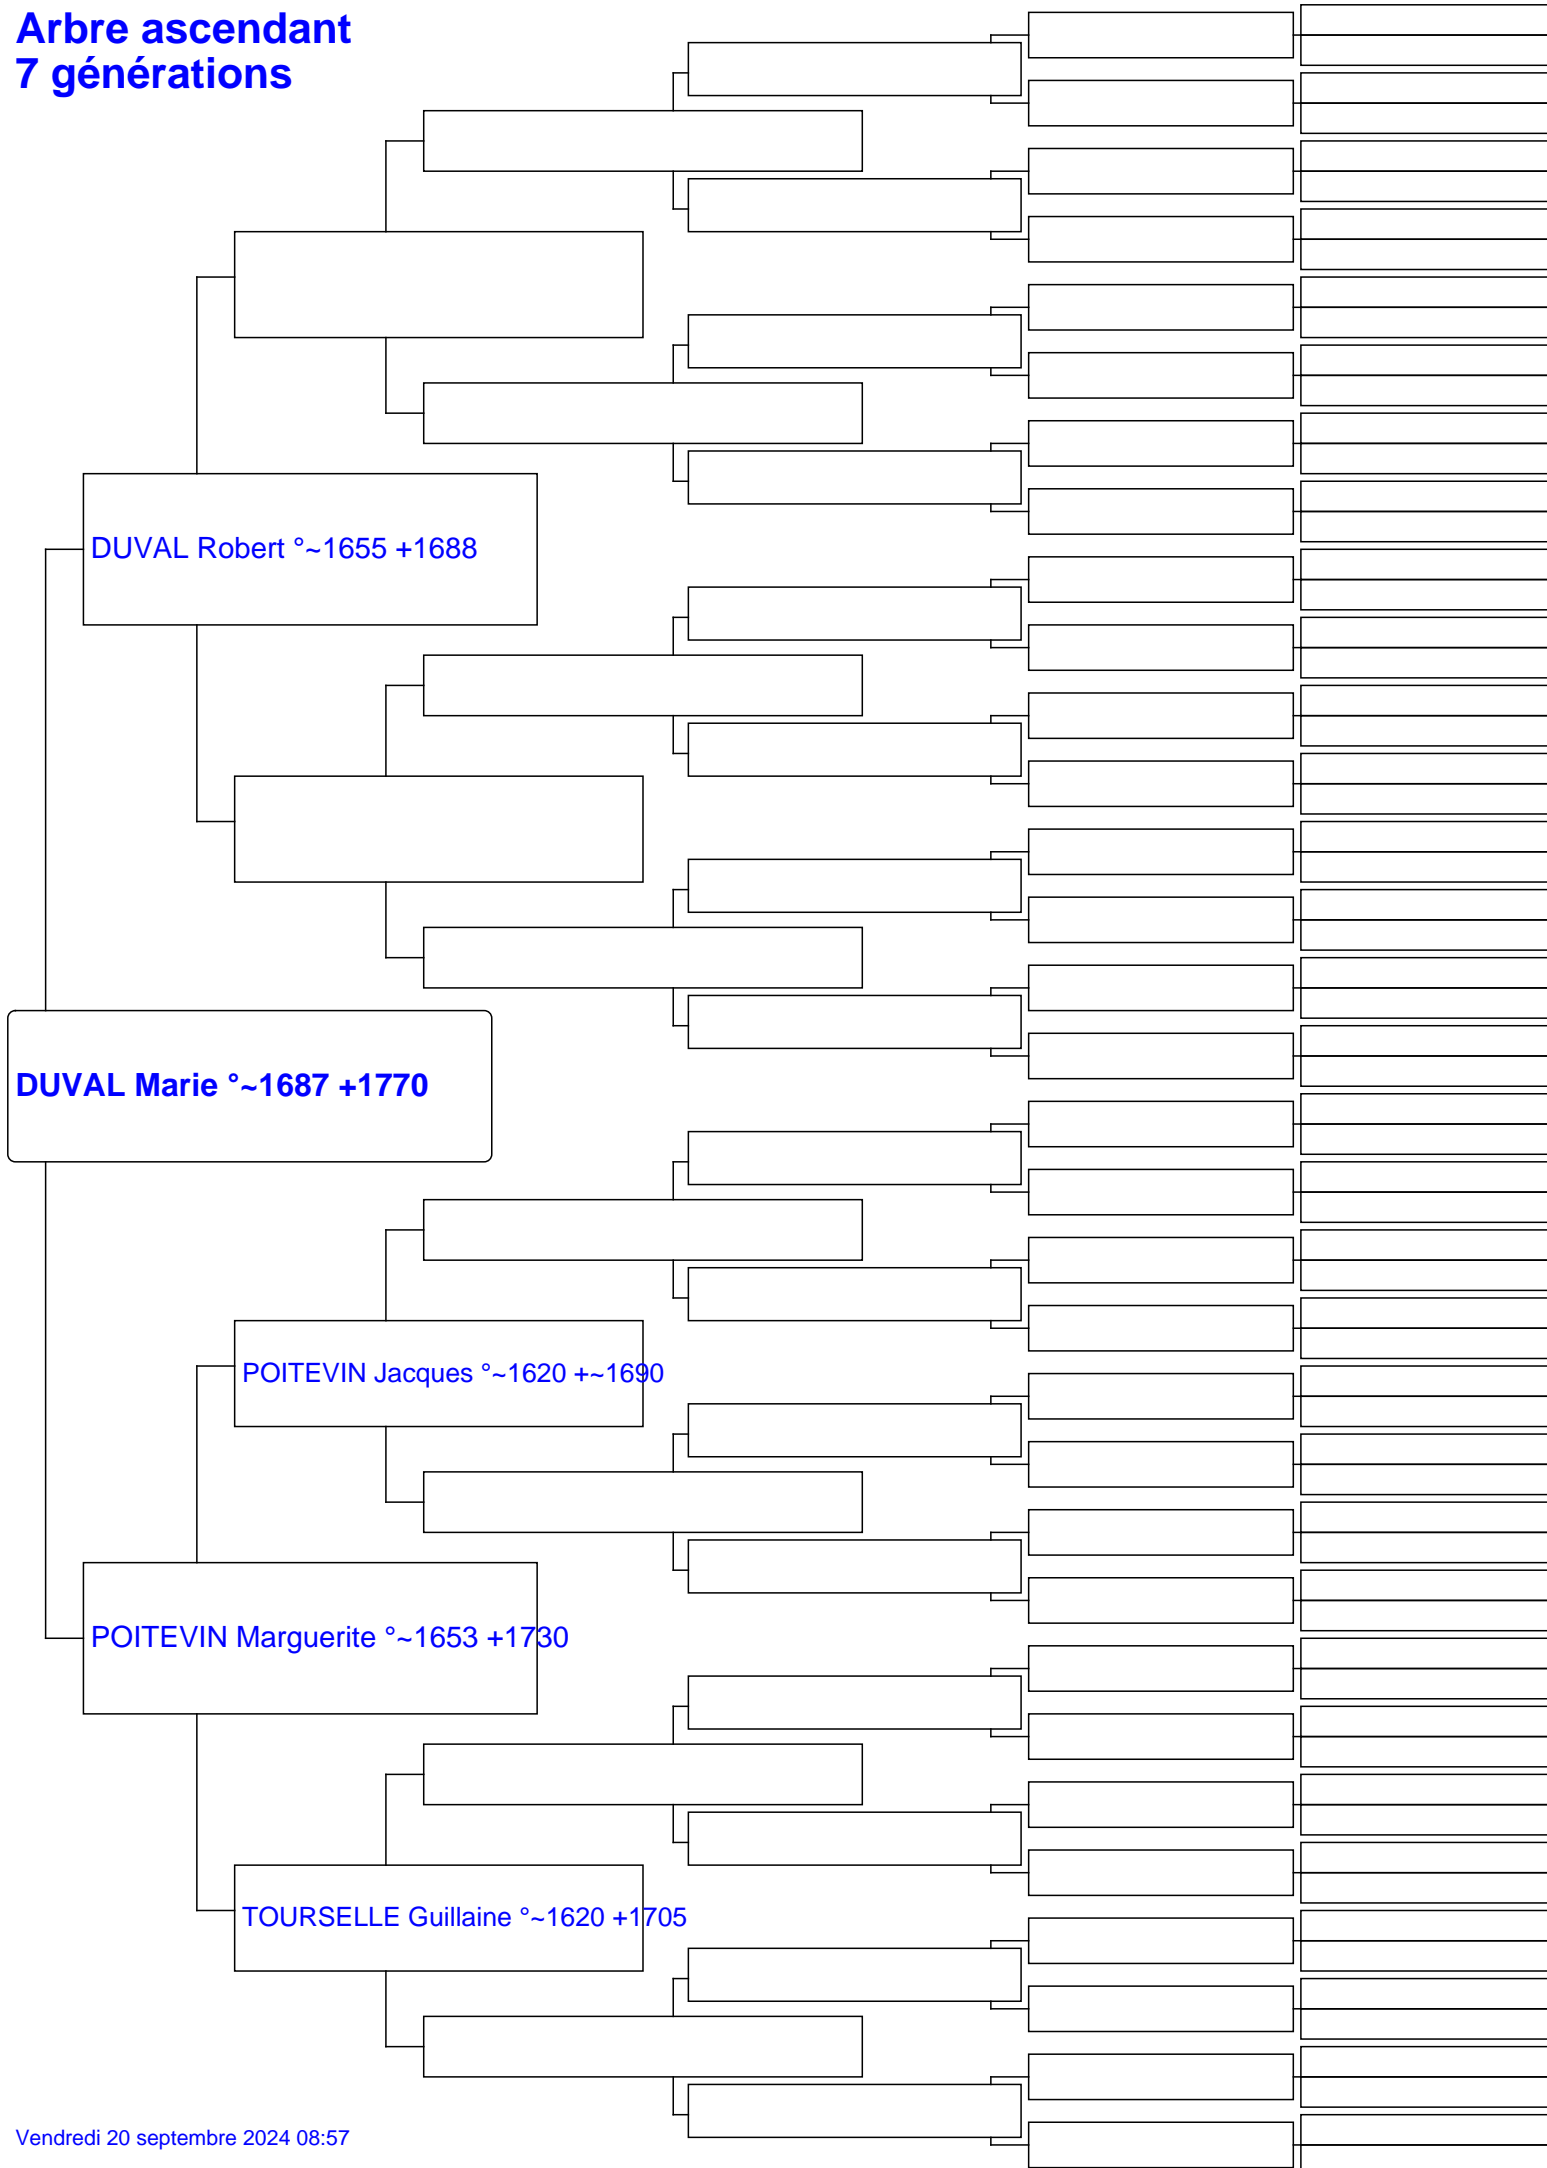 Arbre ascendant
7 générations
DUVAL Robert °~1655 +1688
DUVAL Marie °~1687 +1770
POITEVIN Jacques °~1620 +~1690
POITEVIN Marguerite °~1653 +1730
TOURSELLE Guillaine °~1620 +1705
Vendredi 20 septembre 2024 08:57